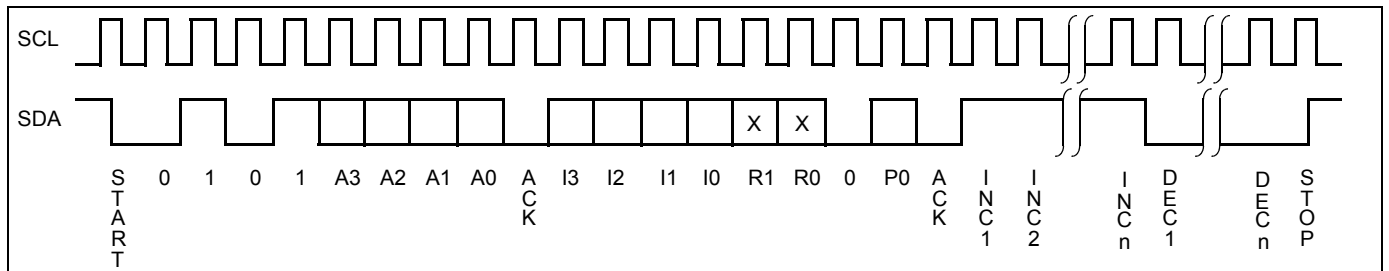 SCL
SDA
X X
START 0 1 0 1 A3 A2 A1 A0 ACK I3 I2 I1 I0 R1 R0 0 P0 ACK INC1 INC2 INCn DEC1 DECn STOP